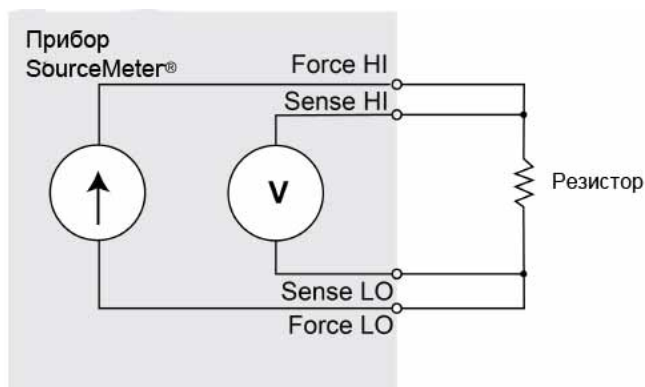 Прибор
SourceMeter®
Force HI
Sense HI
V
Резистор
Sense LO
Force LO